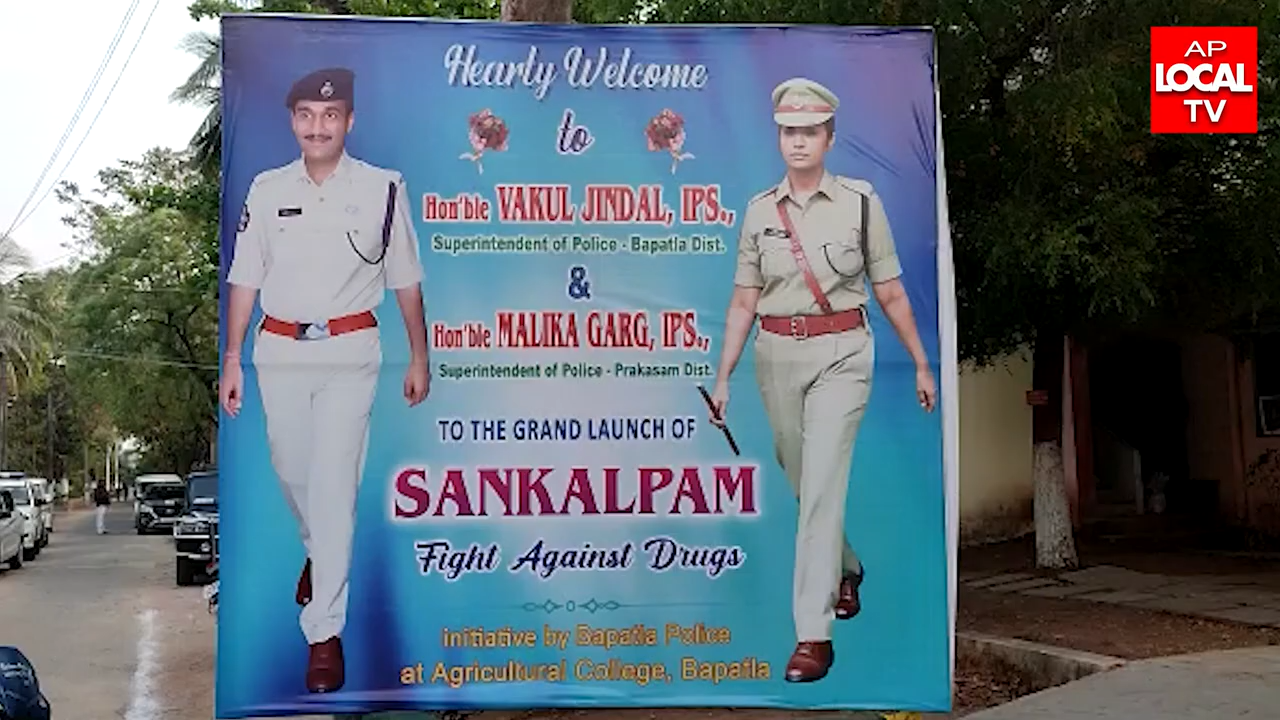 Hearly Welcome
to
Hon'ble VAKUL JINDAL, IPS.,
Superintendent of Police - Bapatla Dist.
&
Hon'ble MALIKA GARG, IPS.,
Superintendent of Police - Prakasam Dist.
TO THE GRAND LAUNCH OF
SANKALPAM
Fight Against Drugs
initiative by Bapatla Police
at Agricultural College, Bapatla
AP
LOCAL
TV